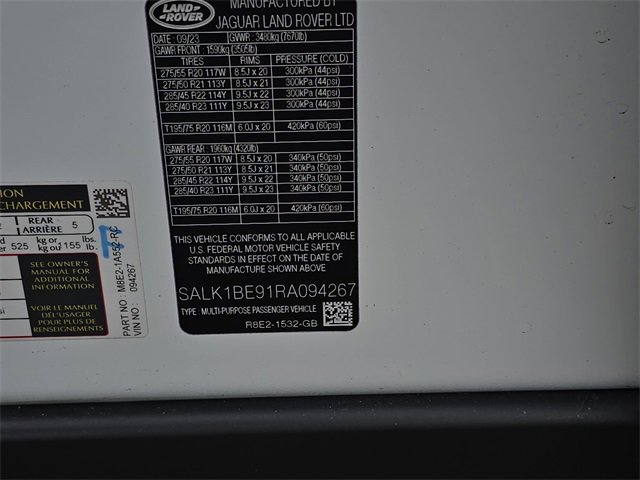 LAND-
ROVER
MANUFACTURED BY
JAGUAR LAND ROVER LTD
DATE : 09/23 GVWR : 3480kg (7670lb)
GAWR FRONT : 1590kg (3505lb)
TIRES RIMS PRESSURE (COLD)
275/55 R20 117W 8.5J x 20 300kPa (44psi)
275/50 R21 113Y 8.5J x 21 300kPa (44psi)
285/45 R22 114Y 9.5J x 22 300kPa (44psi)
285/40 R23 111Y 9.5J x 23 300kPa (44psi)
T195/75 R20 116M 6.0J x 20 420kPa (60psi)
GAWR REAR : 1960kg (4320lb)
275/55 R20 117W 8.5J x 20 340kPa (50psi)
275/50 R21 113Y 8.5J x 21 340kPa (50psi)
285/45 R22 114Y 9.5J x 22 340kPa (50psi)
285/40 R23 111Y 9.5J x 23 340kPa (50psi)
T195/75 R20 116M 6.0J x 20 420kPa (60psi)
THIS VEHICLE CONFORMS TO ALL APPLICABLE
U.S. FEDERAL MOTOR VEHICLE SAFETY
STANDARDS IN EFFECT ON THE DATE OF
MANUFACTURE SHOWN ABOVE
SALK1BE91RA094267
TYPE : MULTI-PURPOSE PASSENGER VEHICLE
R8E2-1532-GB
CHARGEMENT
REAR
ARRIÈRE 5
525 kg or kg ou 1155 lbs. lb.
SEE OWNER'S
MANUAL FOR
ADDITIONAL
INFORMATION
VOIR LE MANUEL
DE L'USAGER
POUR PLUS DE
RENSEIGNEMENTS
PART NO : M8E2-1A552-RC
VIN NO : 094267